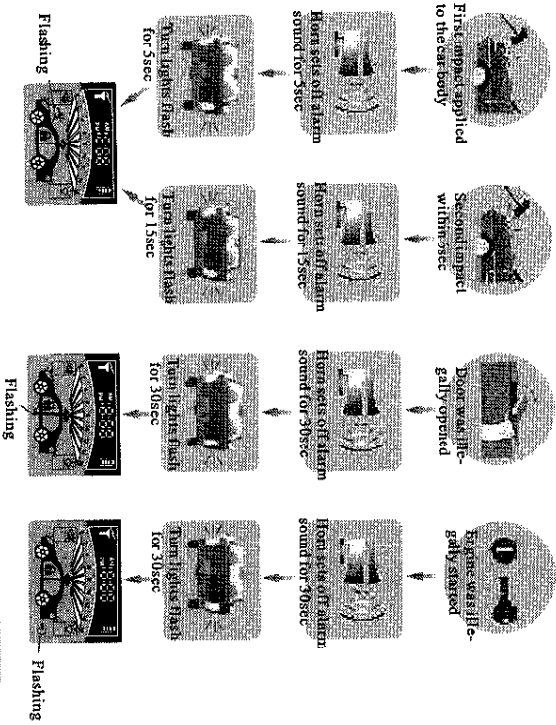 First impact applied
to the car body
Horn sets off alarm
sound for 5sec
Turn lights flash
for 5sec
Flashing
Second impact
within 5sec
Horn sets off alarm
sound for 15sec
Turn lights flash
for 15sec
Door was ille-
gally opened
Horn sets off alarm
sound for 30sec
Turn lights flash
for 30sec
Flashing
Engine was ille-
gally started
Horn sets off alarm
sound for 30sec
Turn lights flash
for 30sec
Flashing